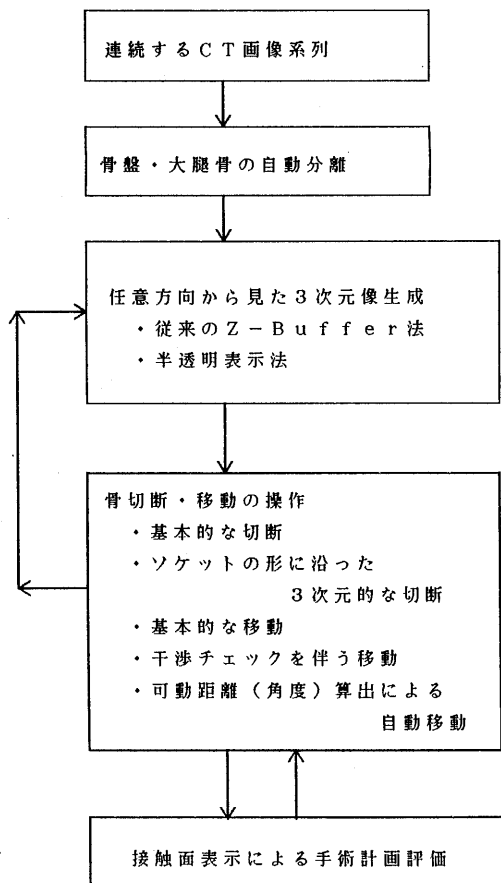 連続するCT画像系列
骨盤・大腿骨の自動分離
任意方向から見た3次元像生成
・従来のZ-Buffer法
・半透明表示法
骨切断・移動の操作
・基本的な切断
・ソケットの形に沿った
3次元的な切断
・基本的な移動
・干渉チェックを伴う移動
・可動距離(角度)算出による
自動移動
接触面表示による手術計画評価